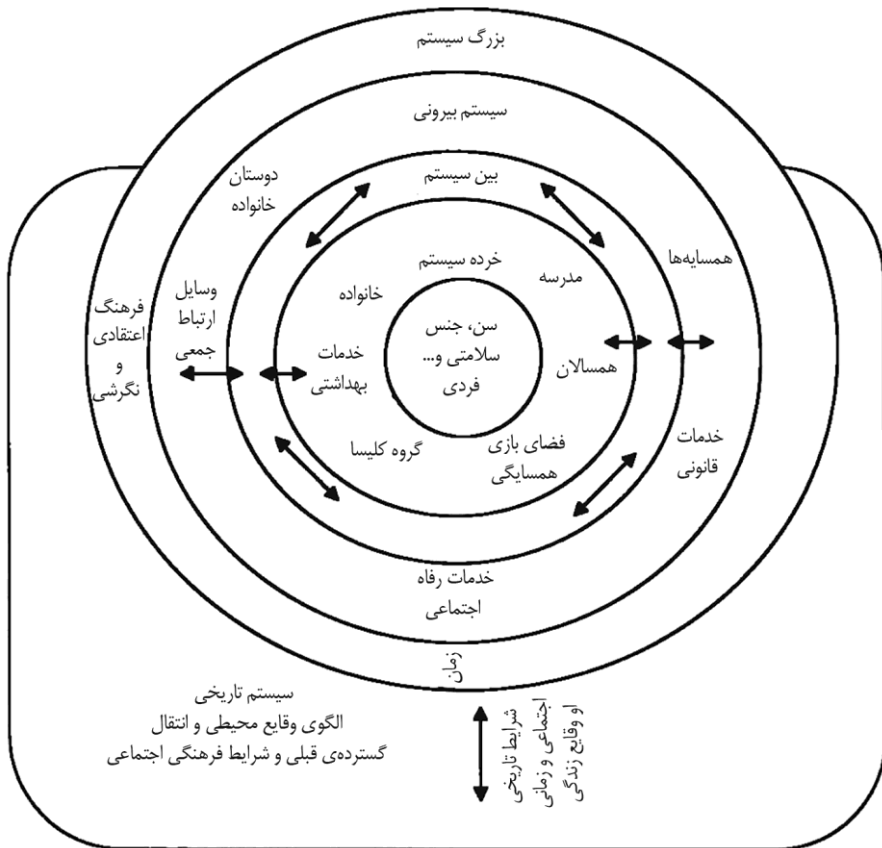 بزرگ سیستم
سیستم بیرونی
بین سیستم
دوستان
خانواده
همسایه‌ها
خرده سیستم
مدرسه
خانواده
وسایل
ارتباط
جمعی
فرهنگ
اعتقادی
و
نگرشی
سن، جنس
سلامتی و...
فردی
همسالان
خدمات
بهداشتی
گروه کلیسا
فضای بازی
همسایگی
خدمات
قانونی
خدمات رفاه
اجتماعی
زمان
سیستم تاریخی
الگوی وقایع محیطی و انتقال
گسترده‌ی قبلی و شرایط فرهنگی اجتماعی
شرایط تاریخی
اجتماعی و زمانی
او وقایع زندگی